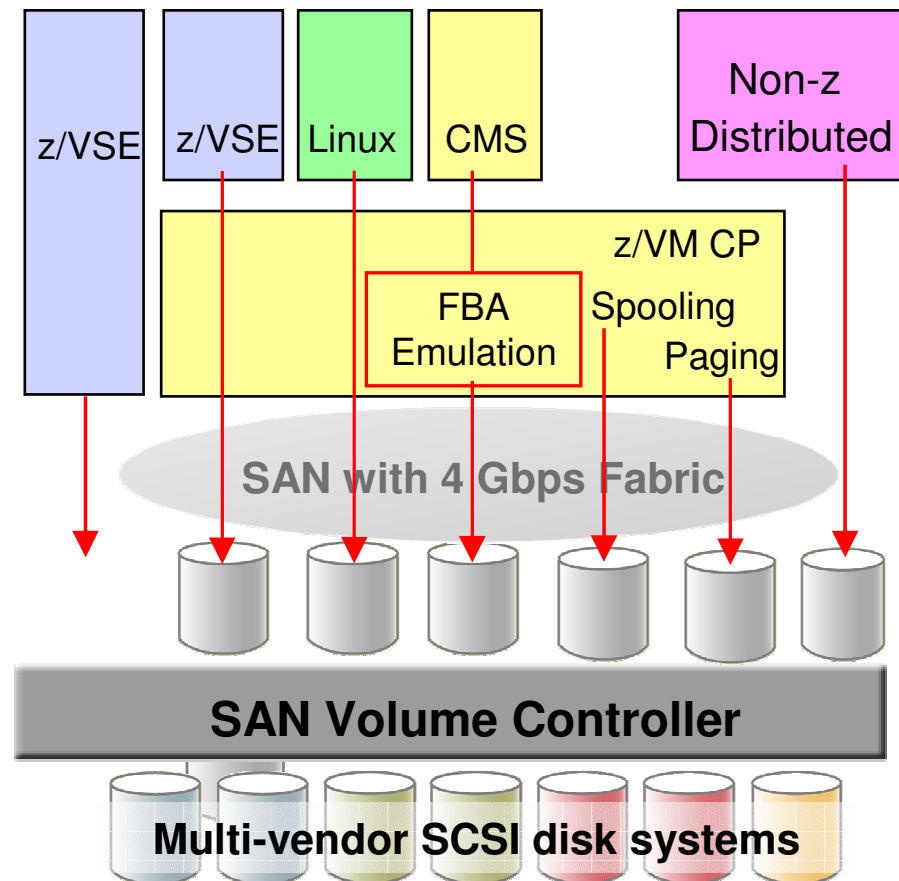 z/VSE
z/VSE
Linux
CMS
Non-z
Distributed
z/VM CP
FBA
Emulation
Spooling
Paging
SAN with 4 Gbps Fabric
SAN Volume Controller
Multi-vendor SCSI disk systems